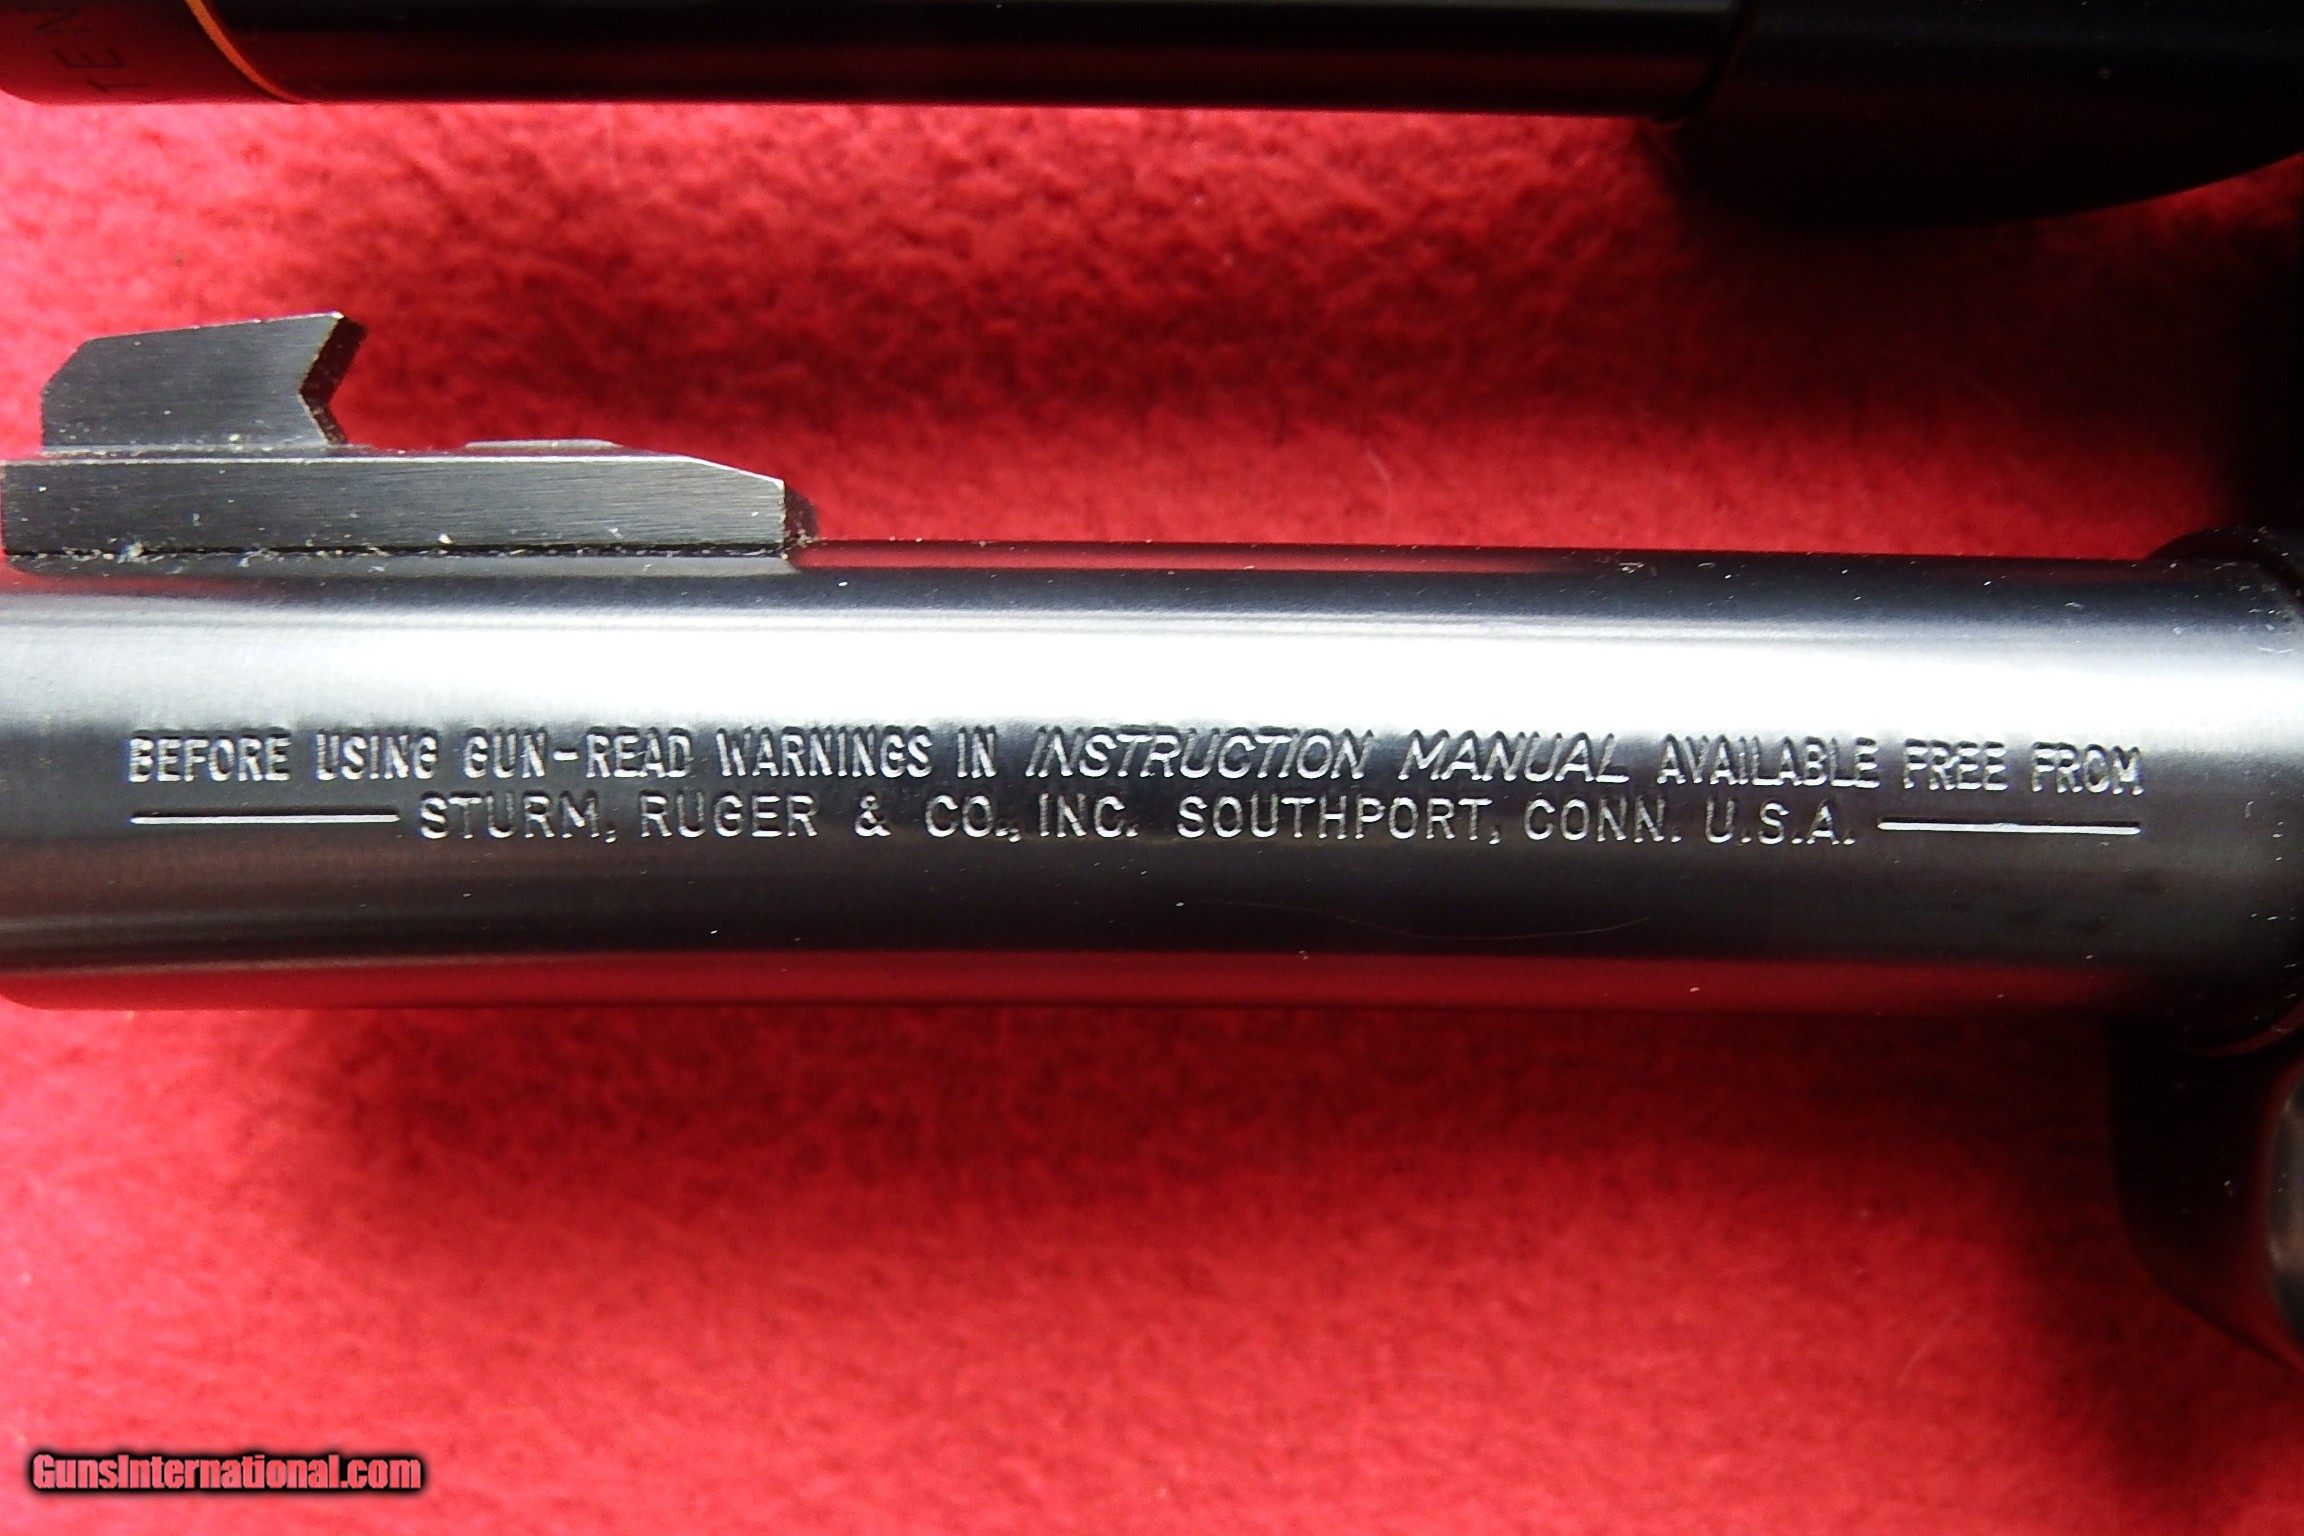 BEFORE USING GUN-READ WARNINGS IN INSTRUCTION MANUAL AVAILABLE FREE FROM
STURM, RUGER & CO., INC. SOUTHPORT, CONN. U.S.A.
GunsInternational.com